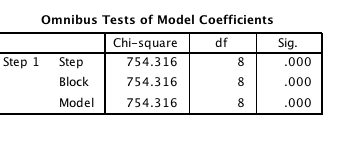 Omnibus Tests of Model Coefficients
Chi-square df Sig.
Step 1 Step 754.316 8 .000
Block 754.316 8 .000
Model 754.316 8 .000